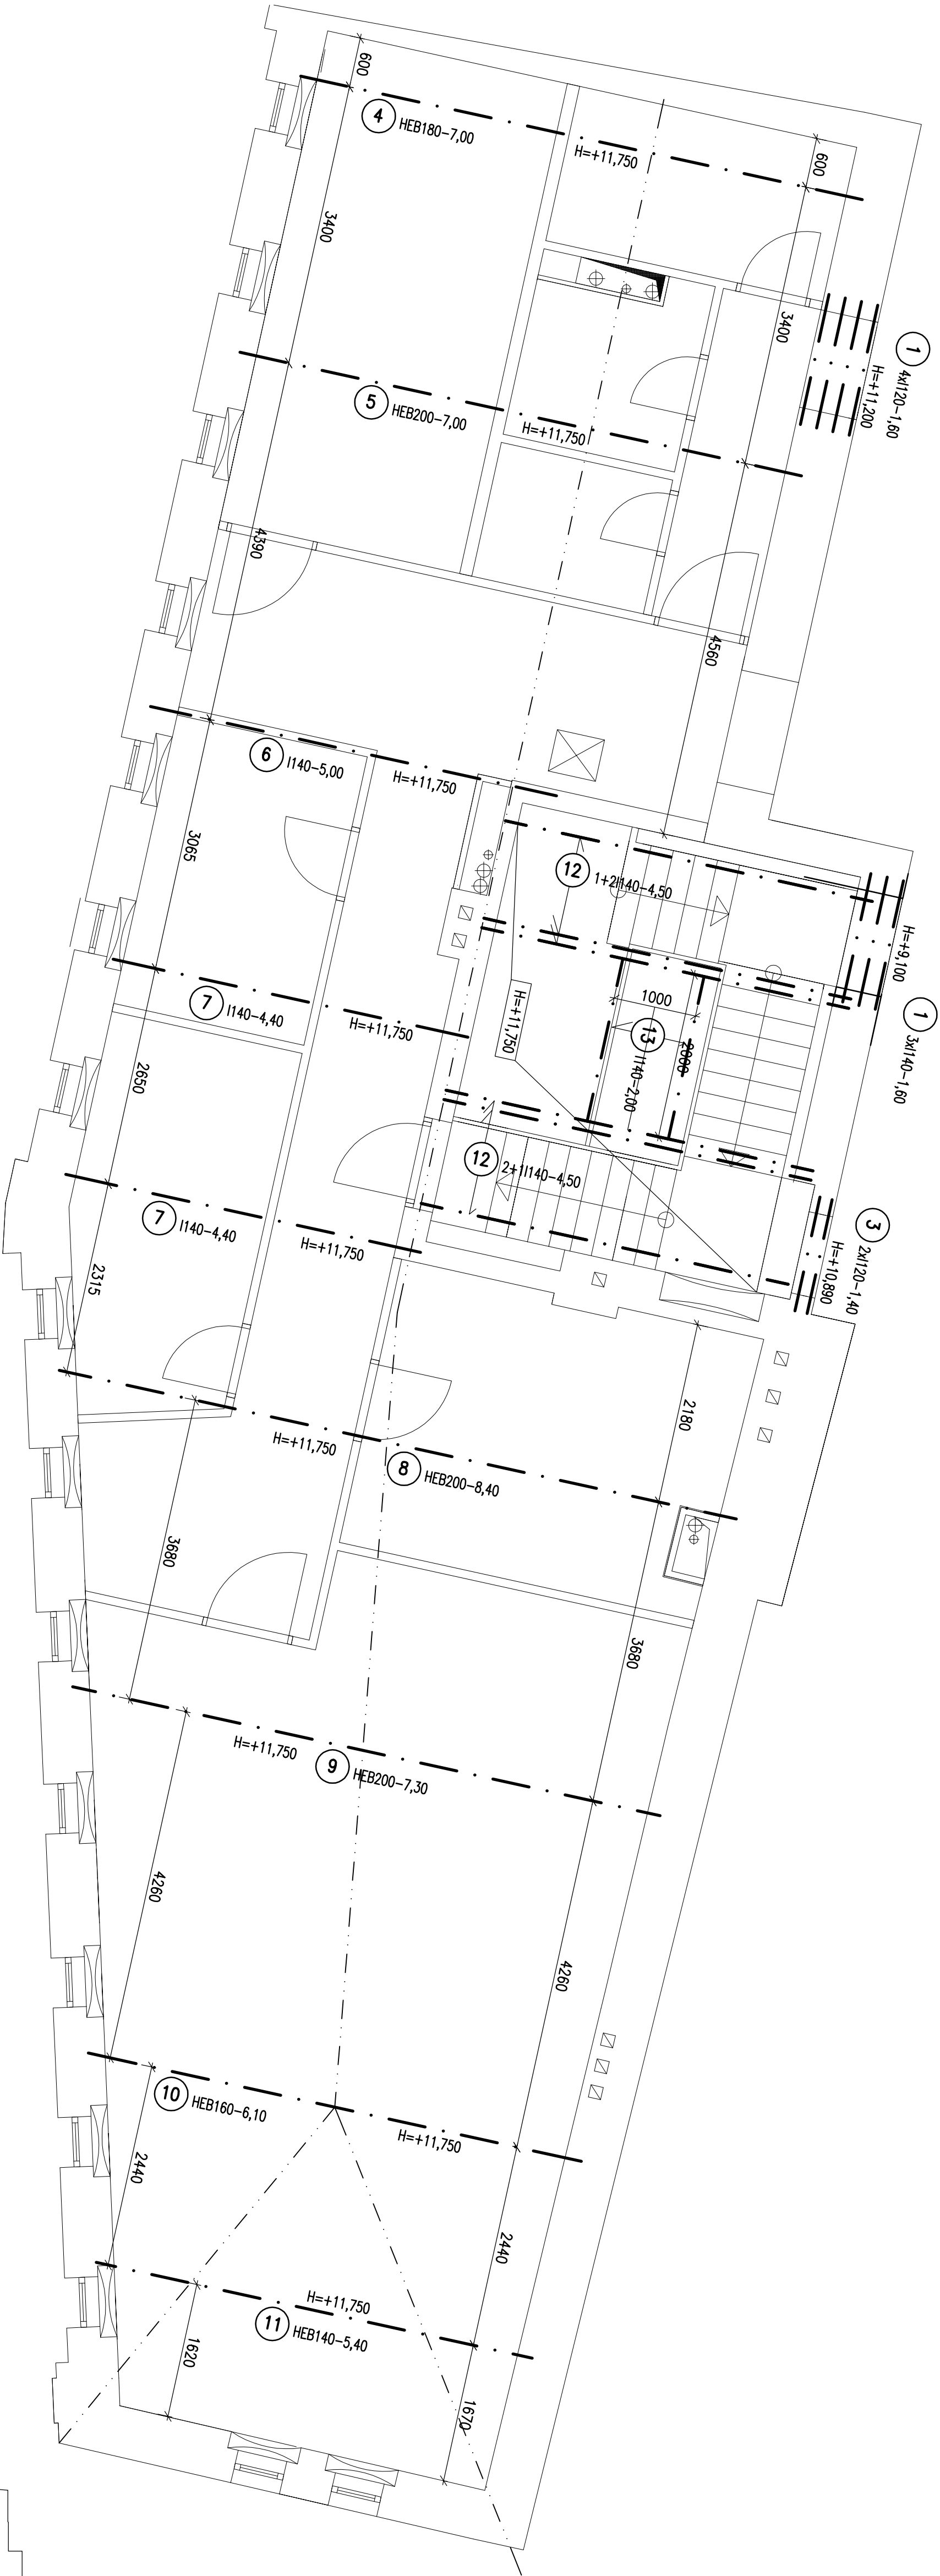 600
4 HEB180-7,00
H=+11,750
600
3400
3400
1 4xI120-1,60
H=+11,200
5 HEB200-7,00
H=+11,750
4390
4560
6 I140-5,00
H=+11,750
3065
12 1+2I140-4,50
H=+9,100
1 3xI140-1,60
1000
2000
13 I140-2,00
H=+11,750
7 I140-4,40
H=+11,750
2650
12 2+1I140-4,50
3 2xI120-1,40
H=+10,890
7 I140-4,40
H=+11,750
2315
2180
H=+11,750
8 HEB200-8,40
3680
3680
H=+11,750
9 HEB200-7,30
4260
4260
10 HEB160-6,10
H=+11,750
2440
2440
H=+11,750
11 HEB140-5,40
1620
1670